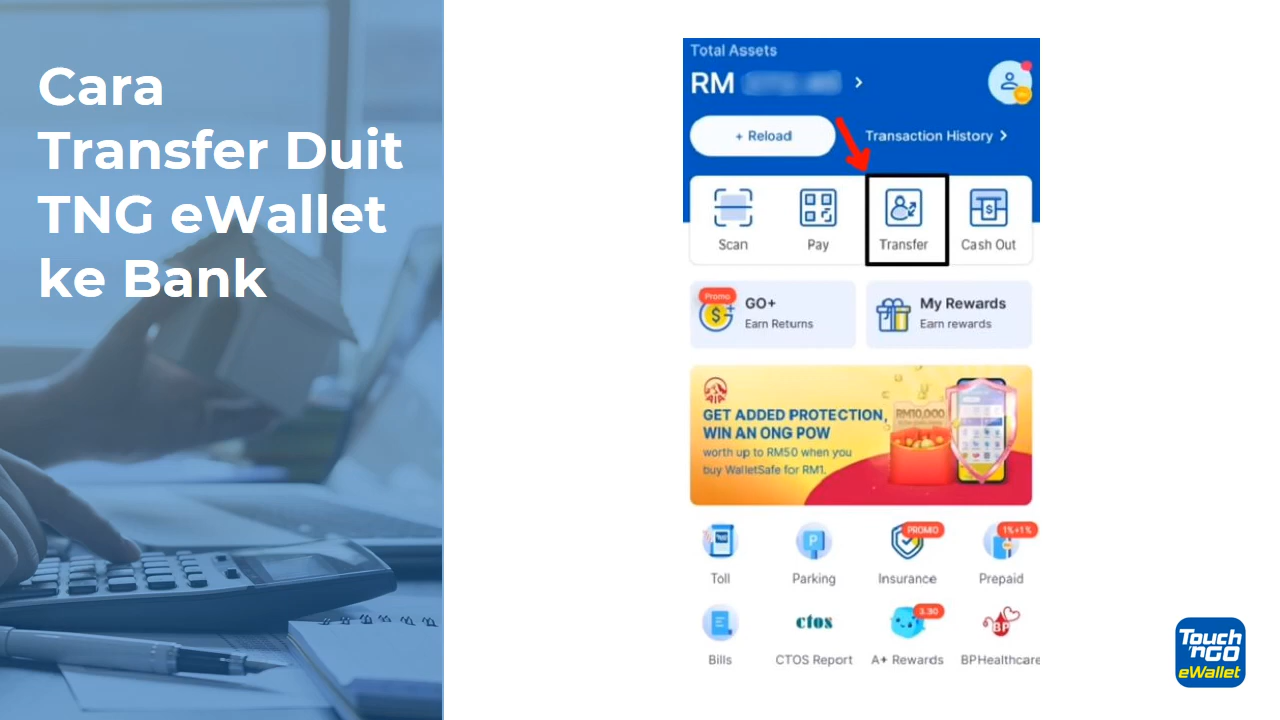 Cara
Transfer Duit
TNG eWallet
ke Bank
Total Assets
RM
+ Reload
Transaction History
Scan
Pay
Transfer
Cash Out
Promo
GO+
Earn Returns
My Rewards
Earn rewards
AIA
GET ADDED PROTECTION,
WIN AN ONG POW
worth up to RM50 when you
buy WalletSafe for RM1.
RM10,000
PROMO
1%+1%
Toll
Parking
Insurance
Prepaid
3.30
ctos
BP
Bills
CTOS Report
A+ Rewards
BPHealthcare
Touch
'nGO
eWallet